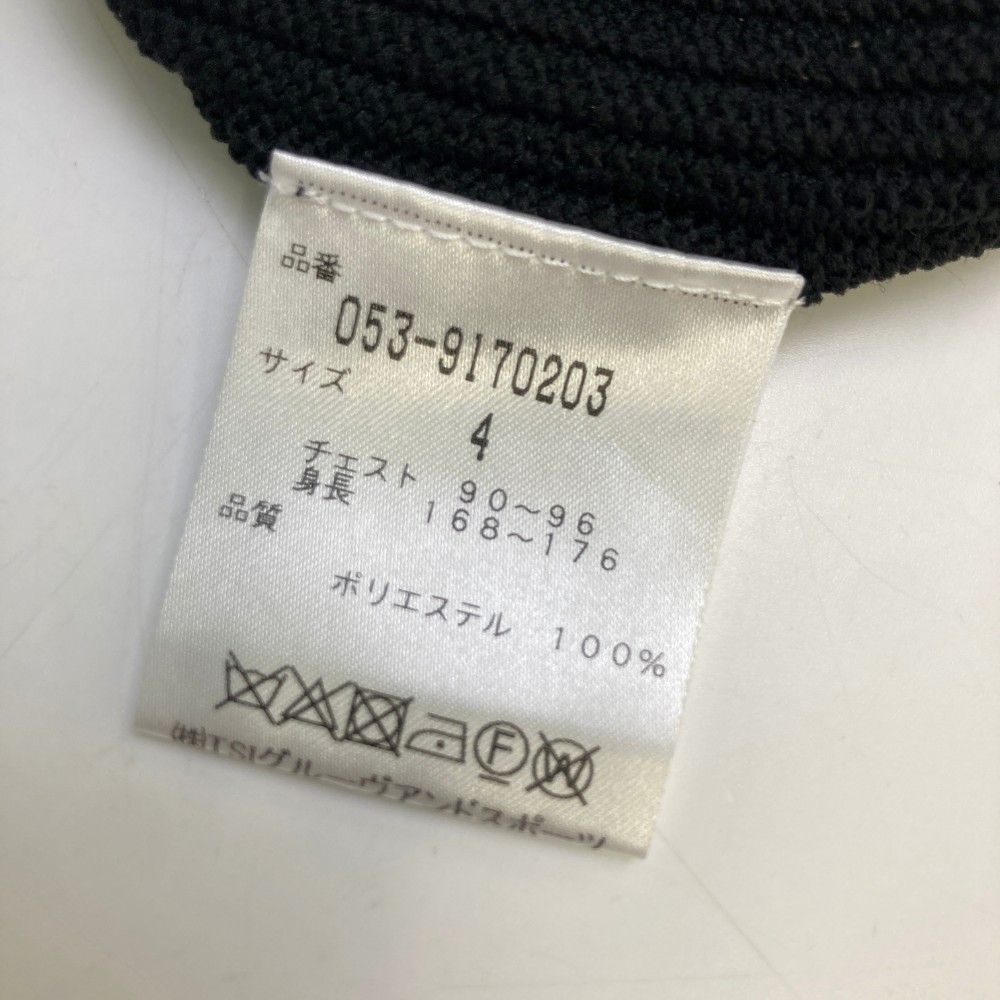 品番
053-9170203
サイズ
4
チェスト 90～96
身長 168～176
品質
ポリエステル 100%
F W
(株)TSIグルーヴアンドスポーツ